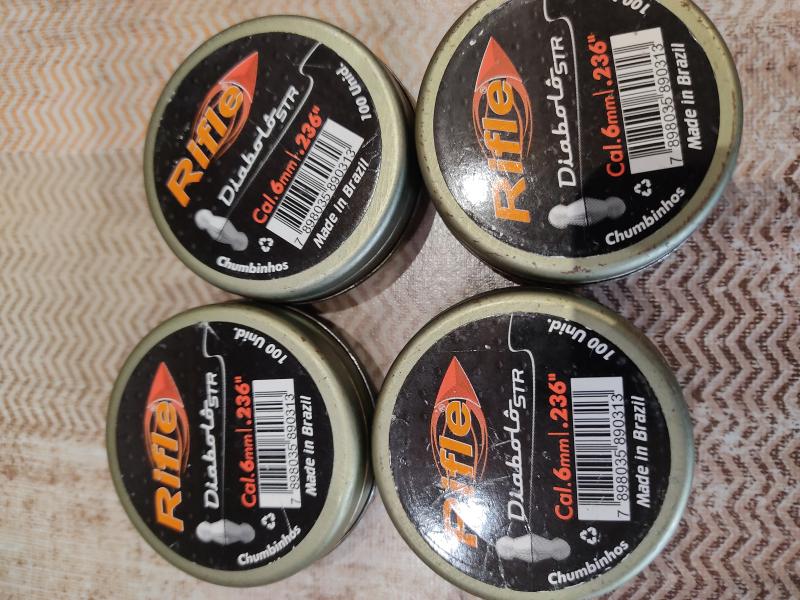 Rifle
®
Diabolô STR
100 Unid.
Cal. 6mm | .236"
7 898035 890313
Made in Brazil
Chumbinhos
Rifle
®
Diabolô STR
100
Cal. 6mm | .236"
7 898035 890313
Made in Brazil
Chumbinhos
Rifle
®
Diabolô STR
100 Unid.
Cal. 6mm | .236"
7 898035 890313
Made in Brazil
Chumbinhos
Rifle
®
Diabolô STR
100 Unid.
Cal. 6mm | .236"
7 898035 890313
Made in Brazil
Chumbinhos